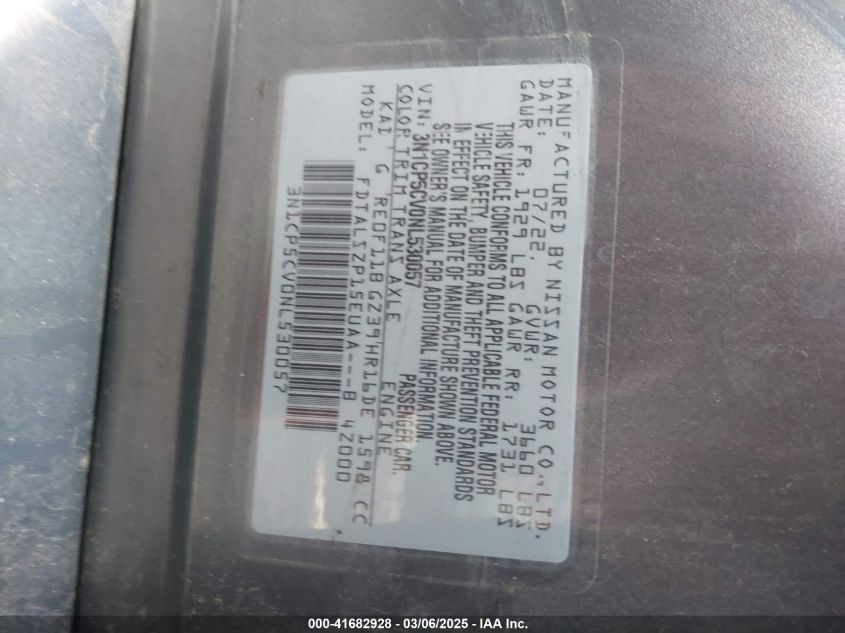 MANUFACTURED BY NISSAN MOTOR CO., LTD.
DATE: 07/22. GVWR: 3660 LBS
GAWR FR: 1929 LBS GAWR RR: 1731 LBS
THIS VEHICLE CONFORMS TO ALL APPLICABLE FEDERAL MOTOR
VEHICLE SAFETY, BUMPER AND THEFT PREVENTION STANDARDS
IN EFFECT ON THE DATE OF MANUFACTURE SHOWN ABOVE.
SEE OWNER'S MANUAL FOR ADDITIONAL INFORMATION.
VIN: 3N1CP5CV0NL530057 PASSENGER CAR.
COLOR TRIM TRANS AXLE ENGINE
KAD G RE0F11B GZ39 HR16DE 1598 CC
MODEL: FDTALSZP15EUAA---B 42000
3N1CP5CV0NL530057
000-41682928 - 03/06/2025 - IAA Inc.